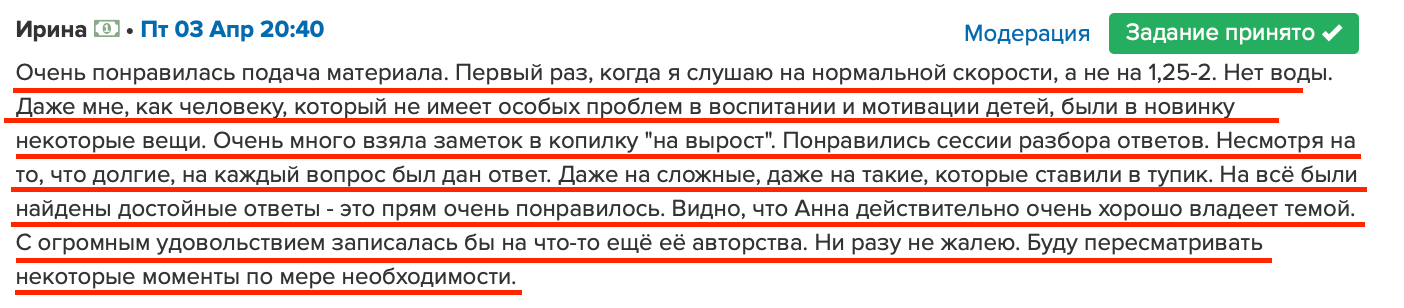 Ирина • Пт 03 Апр 20:40
Модерация Задание принято ✔
Очень понравилась подача материала. Первый раз, когда я слушаю на нормальной скорости, а не на 1,25-2. Нет воды.
Даже мне, как человеку, который не имеет особых проблем в воспитании и мотивации детей, были в новинку
некоторые вещи. Очень много взяла заметок в копилку "на вырост". Понравились сессии разбора ответов. Несмотря на
то, что долгие, на каждый вопрос был дан ответ. Даже на сложные, даже на такие, которые ставили в тупик. На всё были
найдены достойные ответы - это прям очень понравилось. Видно, что Анна действительно очень хорошо владеет темой.
С огромным удовольствием записалась бы на что-то ещё её авторства. Ни разу не жалею. Буду пересматривать
некоторые моменты по мере необходимости.